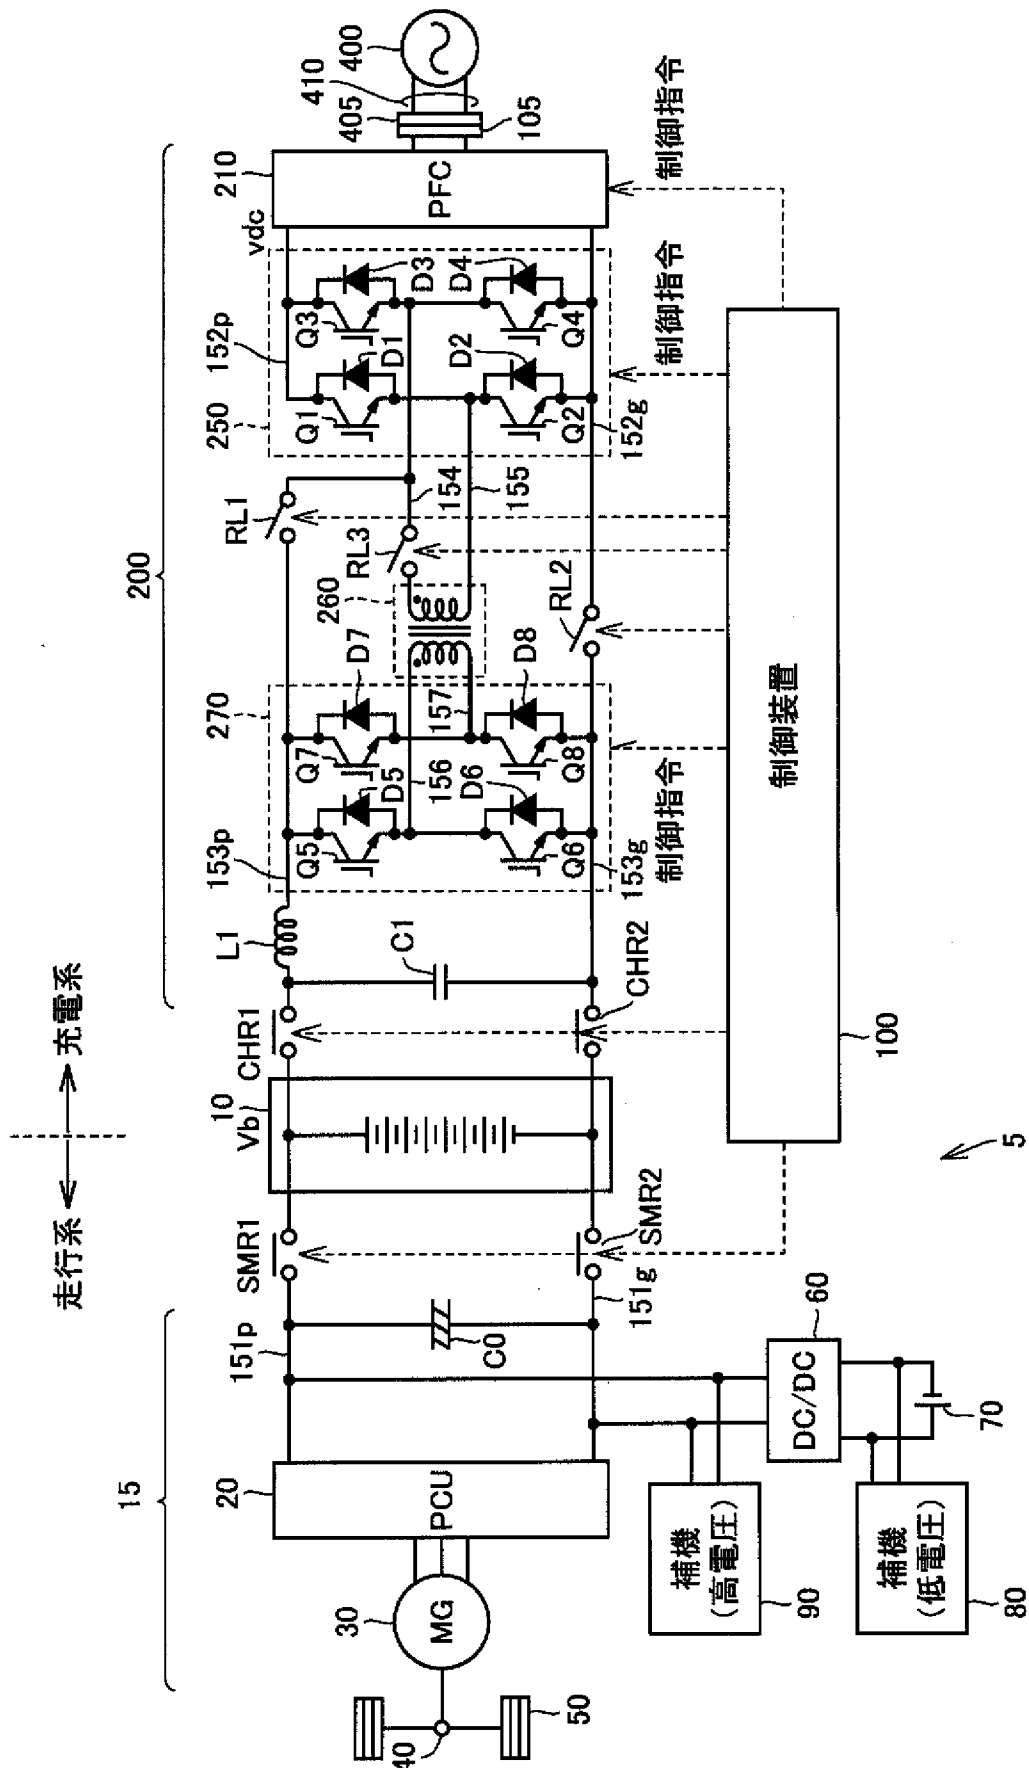 走行系
充電系
15
200
151p
SMR1
10
Vb
CHR1
L1
153p
270
Q7
D7
Q5
D5
156
157
Q8
D8
Q6
D6
153g
260
RL3
RL1
RL2
154
155
250
152p
Q3
D3
Q1
D1
Q4
D4
Q2
D2
152g
vdc
210
PFC
405
105
410
400
20
PCU
30
MG
40
50
C0
151g
SMR2
C1
CHR2
制御指令
制御指令
制御指令
制御装置
100
60
DC/DC
70
補機
(高電圧)
90
補機
(低電圧)
80
5